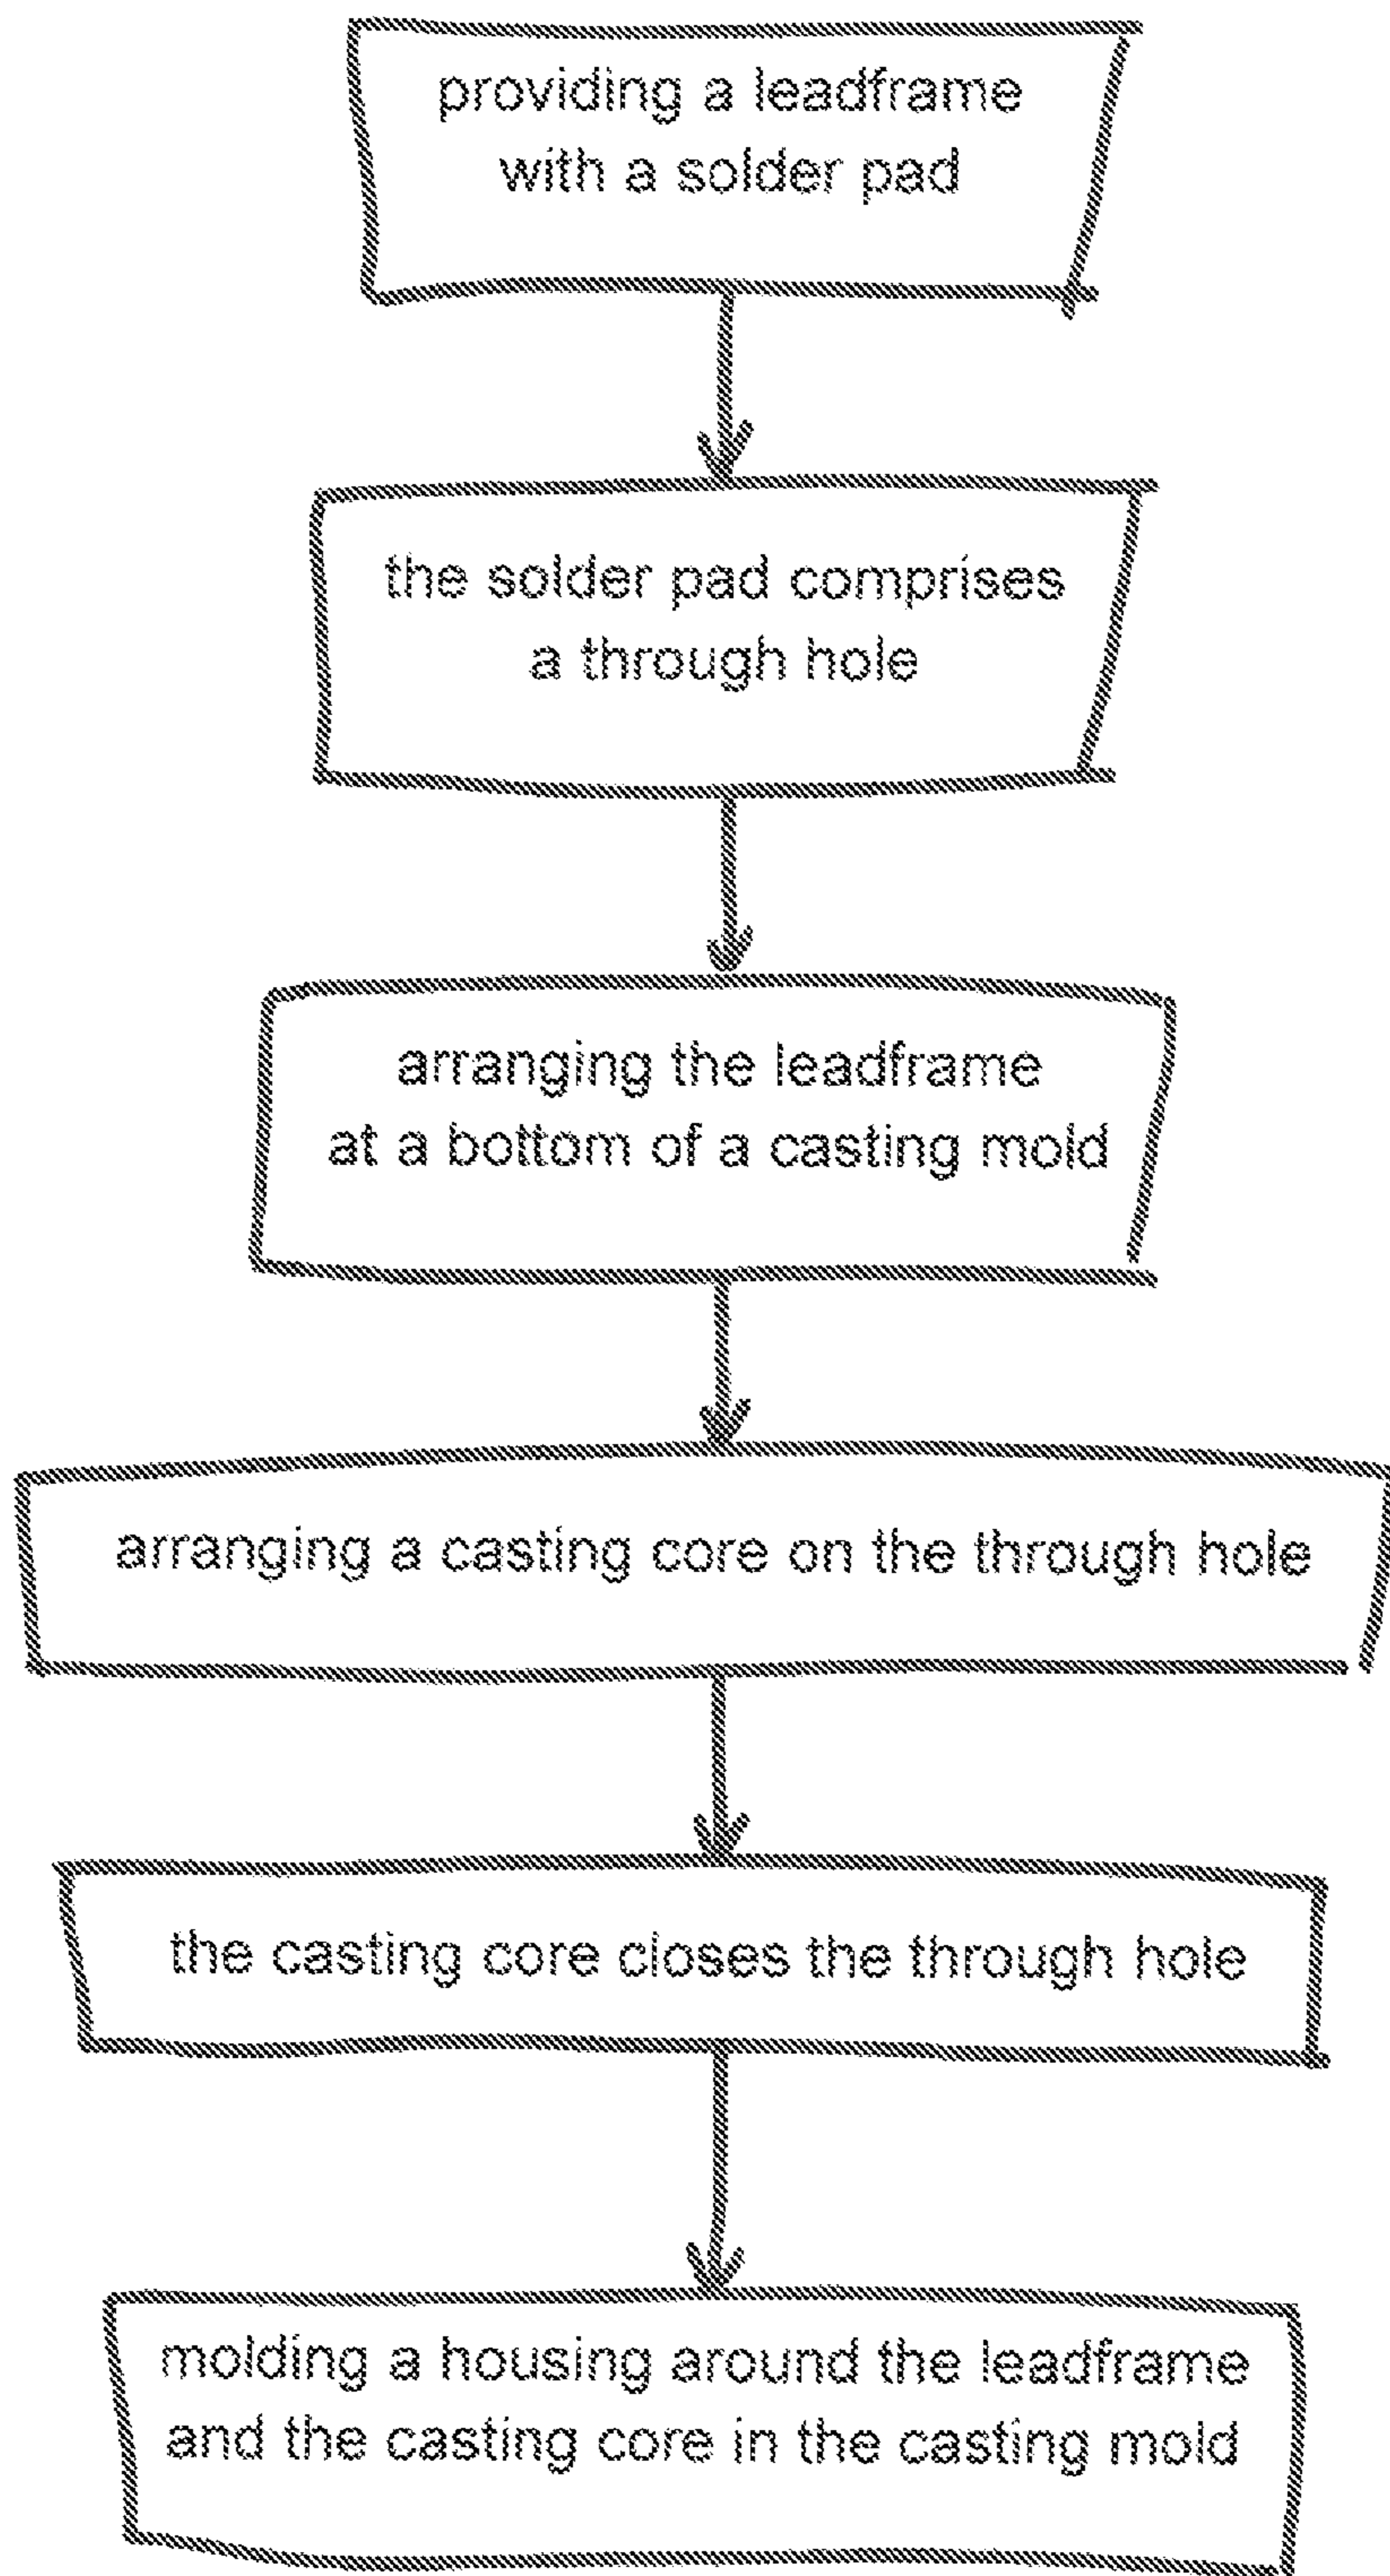 providing a leadframe
with a solder pad
the solder pad comprises
a through hole
arranging the leadframe
at a bottom of a casting mold
arranging a casting core on the through hole
the casting core closes the through hole
molding a housing around the leadframe
and the casting core in the casting mold